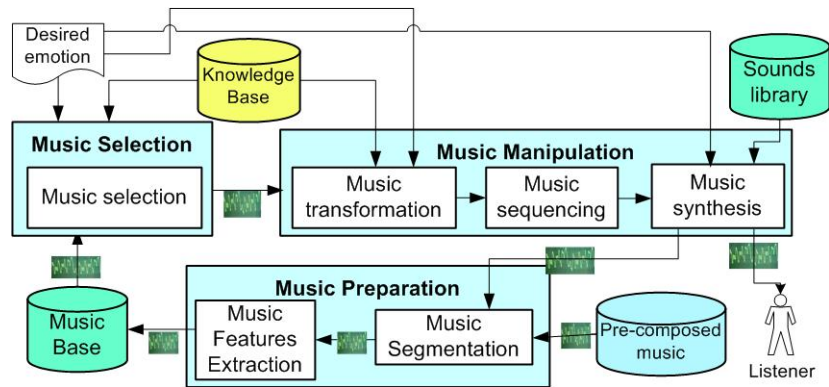 Desired
emotion
Knowledge
Base
Sounds
library
Music Selection
Music selection
Music Manipulation
Music
transformation
Music
sequencing
Music
synthesis
Music Preparation
Music
Base
Music
Features
Extraction
Music
Segmentation
Pre-composed
music
Listener